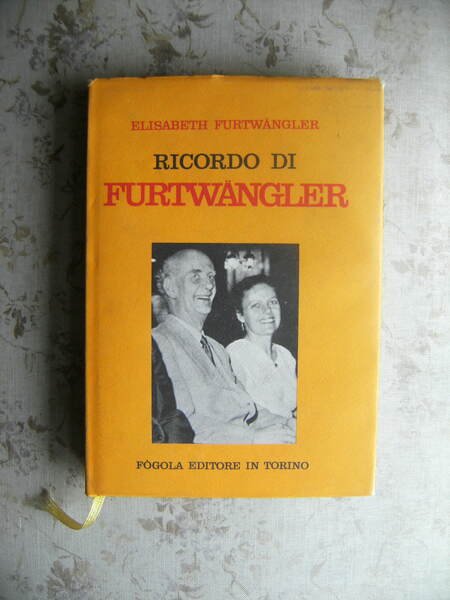 ELISABETH FURTWÄNGLER
RICORDO DI
FURTWÄNGLER
FÒGOLA EDITORE IN TORINO